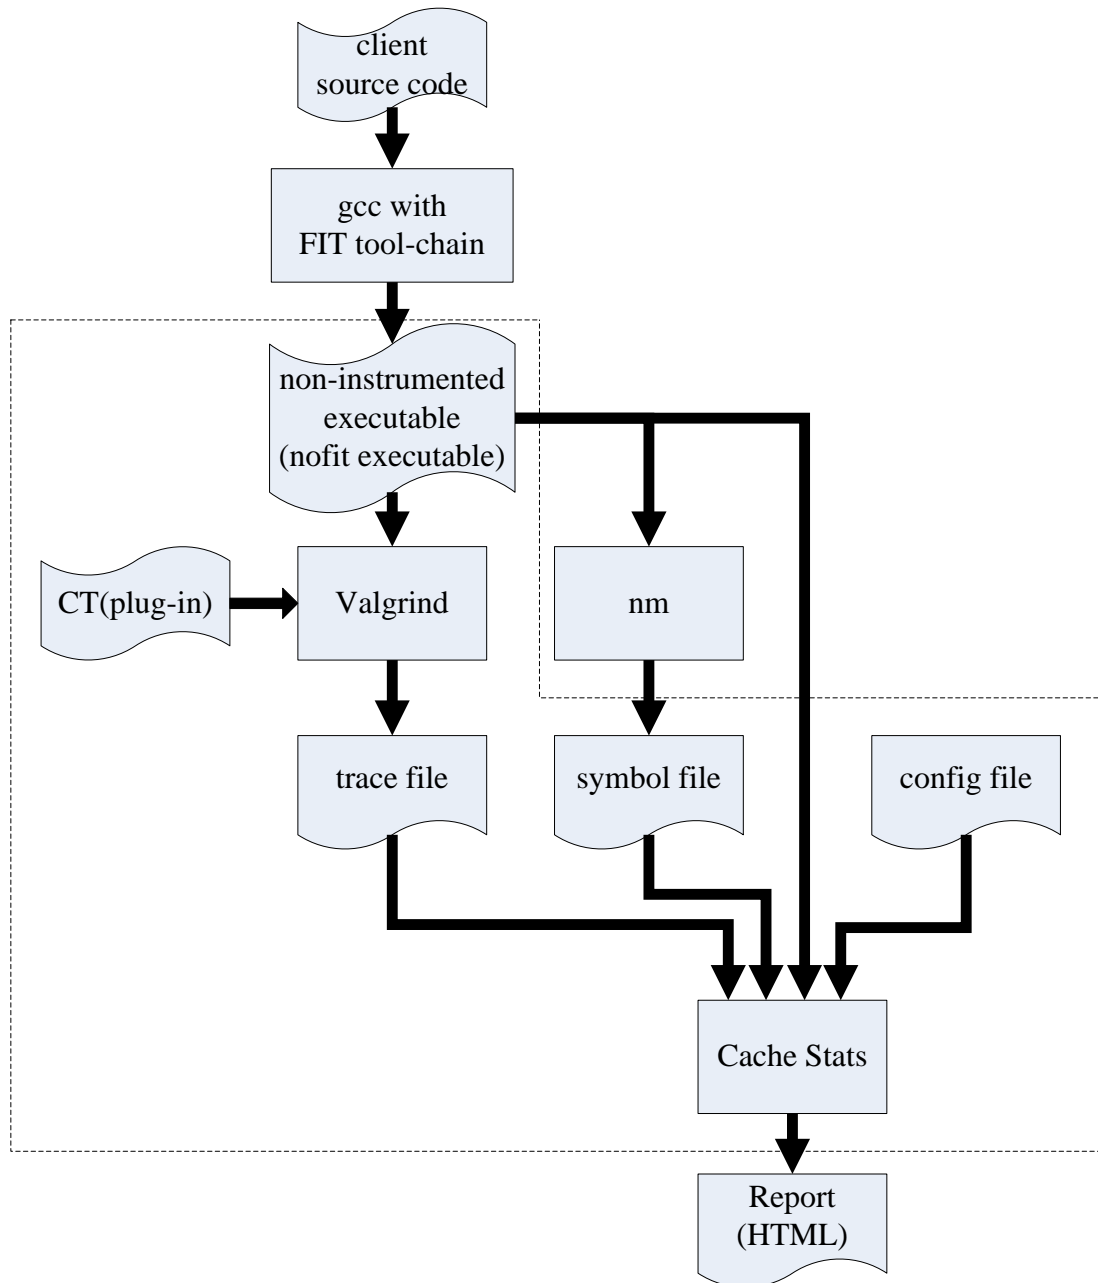 client
source code
gcc with
FIT tool-chain
non-instrumented
executable
(nofit executable)
CT(plug-in)
Valgrind
nm
trace file
symbol file
config file
Cache Stats
Report
(HTML)